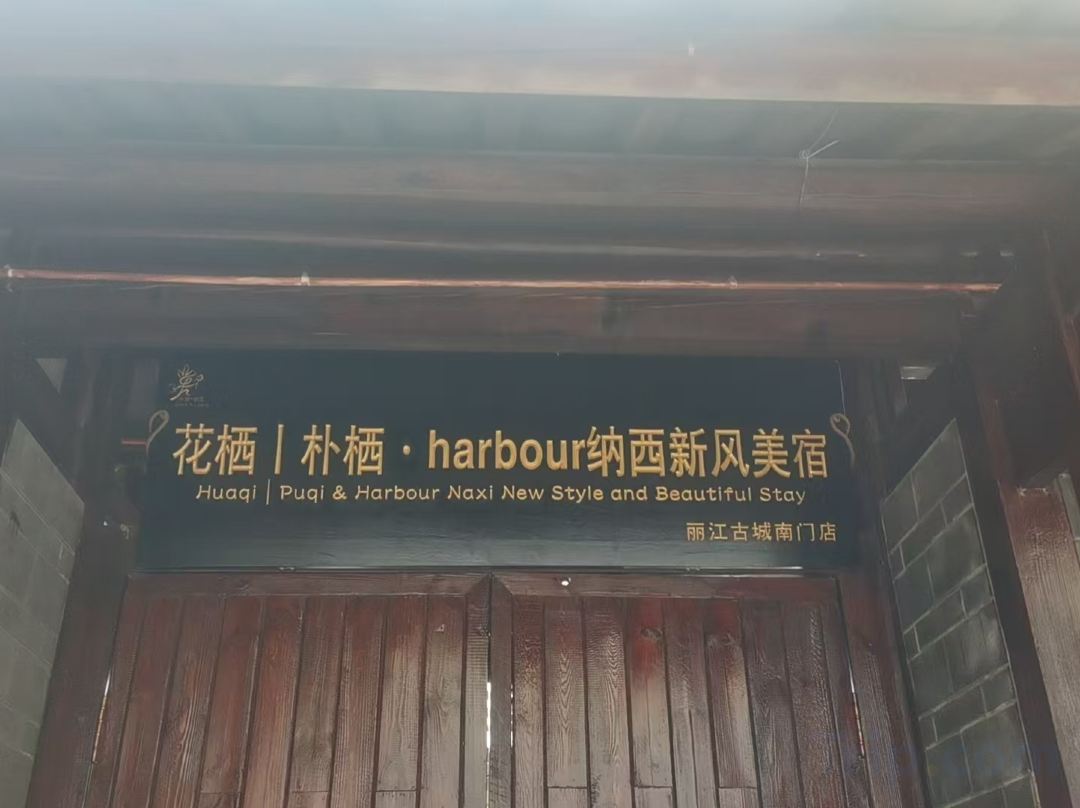 花栖丨朴栖·harbour纳西新风美宿
Huaqi | Puqi & Harbour Naxi New Style and Beautiful Stay
丽江古城南门店